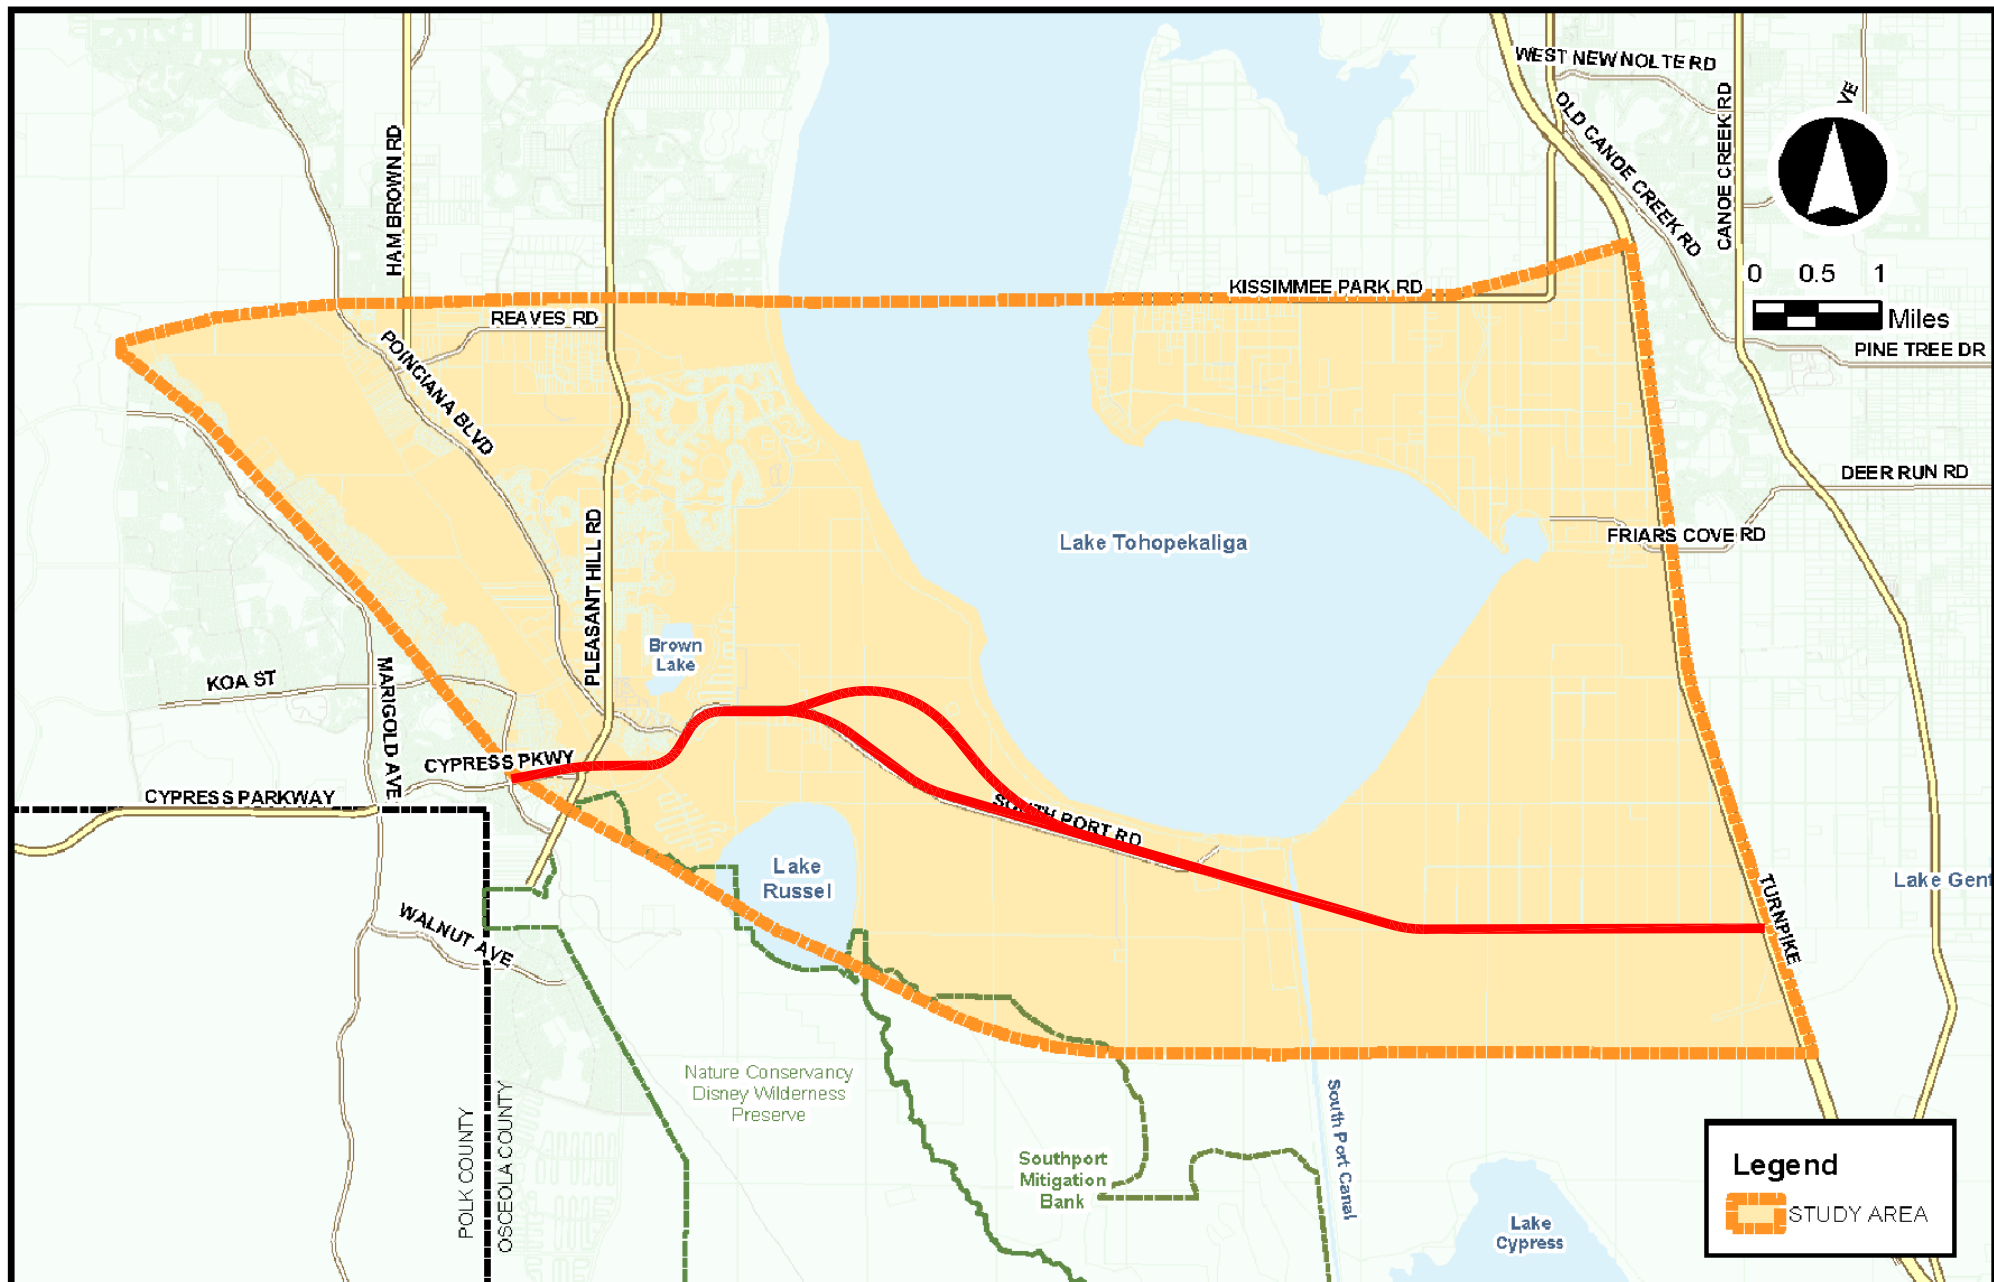 WEST NEW NOLTE RD
OLD CANOE CREEK RD
CANOE CREEK RD
VE
HAM BROWN RD
0 0.5 1
Miles
KISSIMMEE PARK RD
REAVES RD
POINCIANA BLVD
PINE TREE DR
DEER RUN RD
FRIARS COVE RD
Lake Tohopekaliga
PLEASANT HILL RD
Brown
Lake
KOA ST
MARIGOLD AVE
CYPRESS PKWY
CYPRESS PARKWAY
SOUTH PORT RD
Lake
Russel
TURNPIKE
Lake Gent
WALNUT AVE
Nature Conservancy
Disney Wilderness
Preserve
POLK COUNTY
OSCEOLA COUNTY
Southport
Mitigation
Bank
South Port Canal
Lake
Cypress
Legend
STUDY AREA